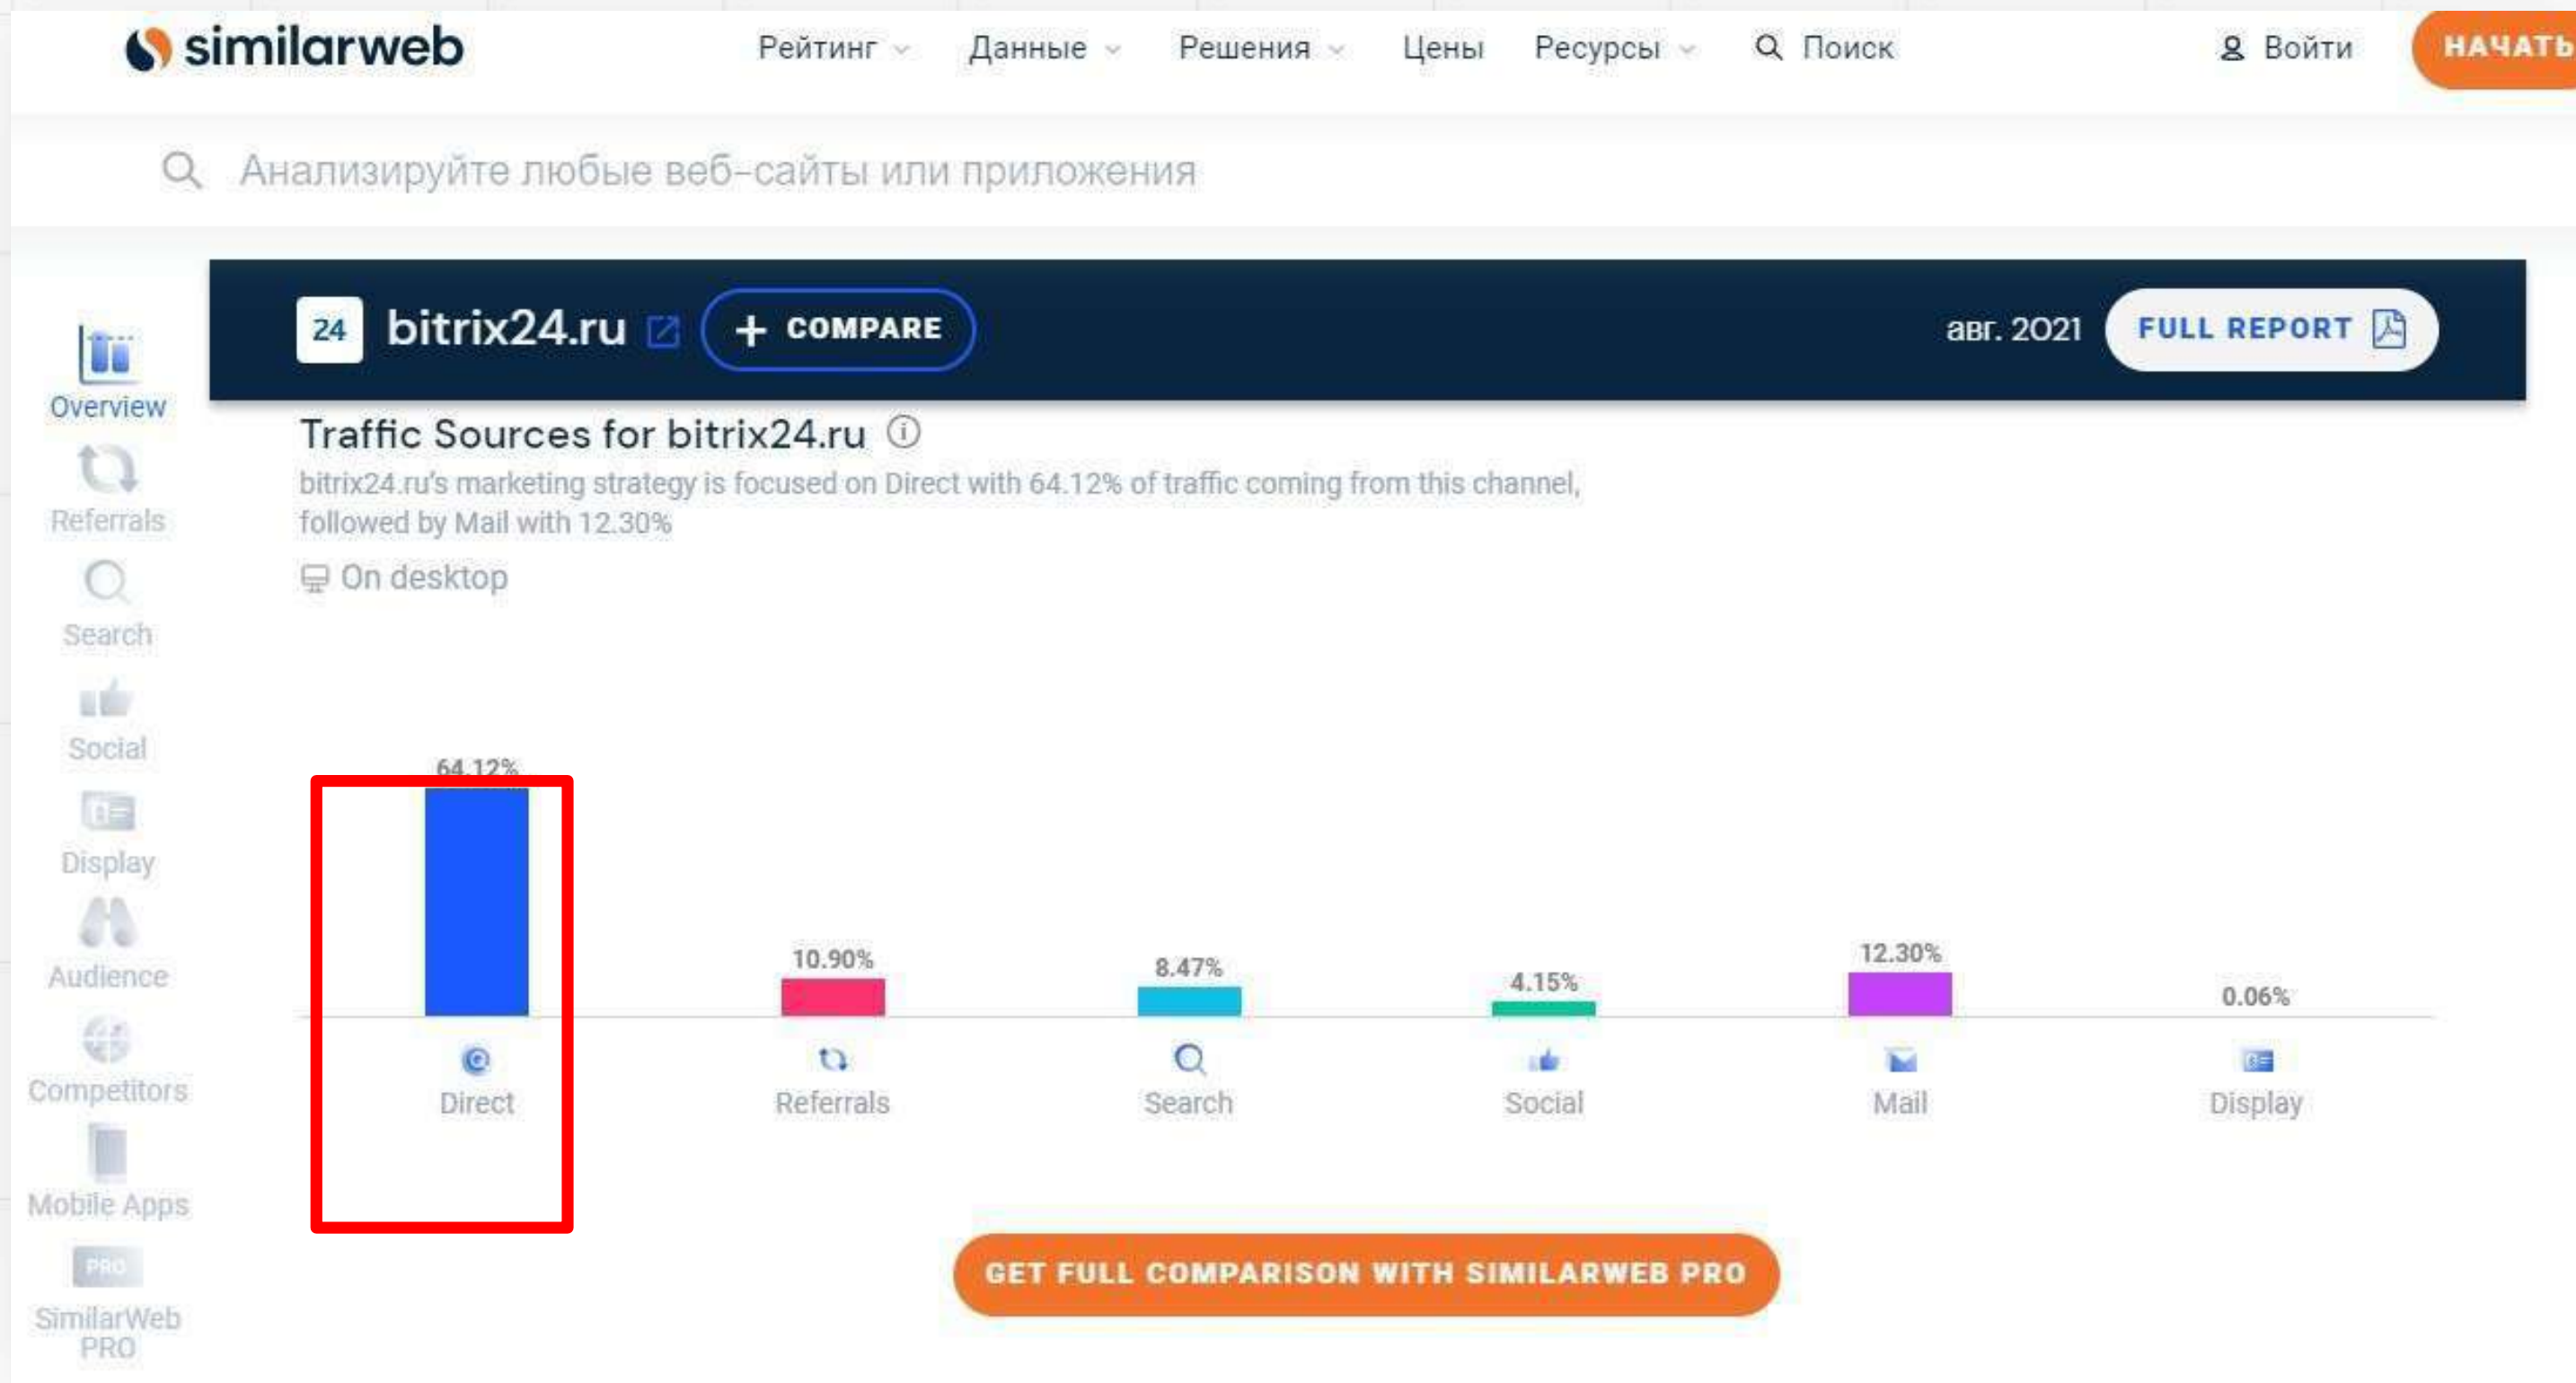 similarweb
Рейтинг
Данные
Решения
Цены
Ресурсы
Поиск
Войти
НАЧАТЬ
Анализируйте любые веб-сайты или приложения
24
bitrix24.ru
+ COMPARE
авг. 2021
FULL REPORT
Overview
Referrals
Search
Social
Display
Audience
Competitors
Mobile Apps
PRO
SimilarWeb
PRO
Traffic Sources for bitrix24.ru
bitrix24.ru's marketing strategy is focused on Direct with 64.12% of traffic coming from this channel,
followed by Mail with 12.30%
On desktop
64.12%
10.90%
8.47%
4.15%
12.30%
0.06%
Direct
Referrals
Search
Social
Mail
Display
GET FULL COMPARISON WITH SIMILARWEB PRO